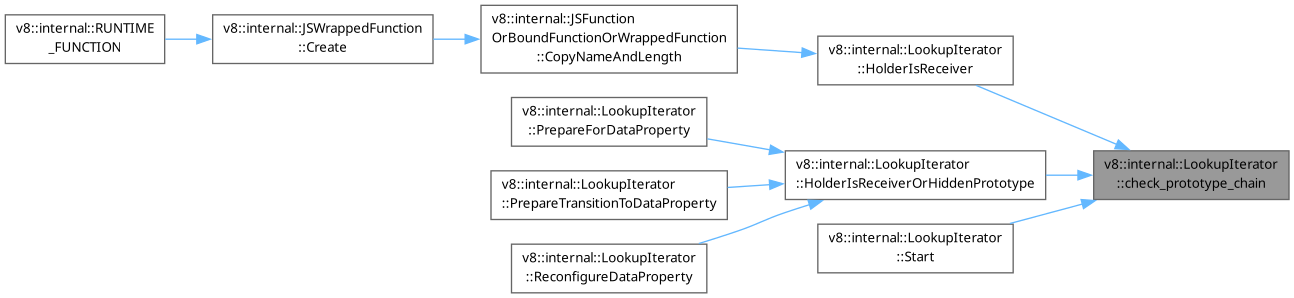 v8::internal::RUNTIME
_FUNCTION
v8::internal::JSWrappedFunction
::Create
v8::internal::JSFunction
OrBoundFunctionOrWrappedFunction
::CopyNameAndLength
v8::internal::LookupIterator
::HolderIsReceiver
v8::internal::LookupIterator
::PrepareForDataProperty
v8::internal::LookupIterator
::PrepareTransitionToDataProperty
v8::internal::LookupIterator
::ReconfigureDataProperty
v8::internal::LookupIterator
::HolderIsReceiverOrHiddenPrototype
v8::internal::LookupIterator
::Start
v8::internal::LookupIterator
::check_prototype_chain